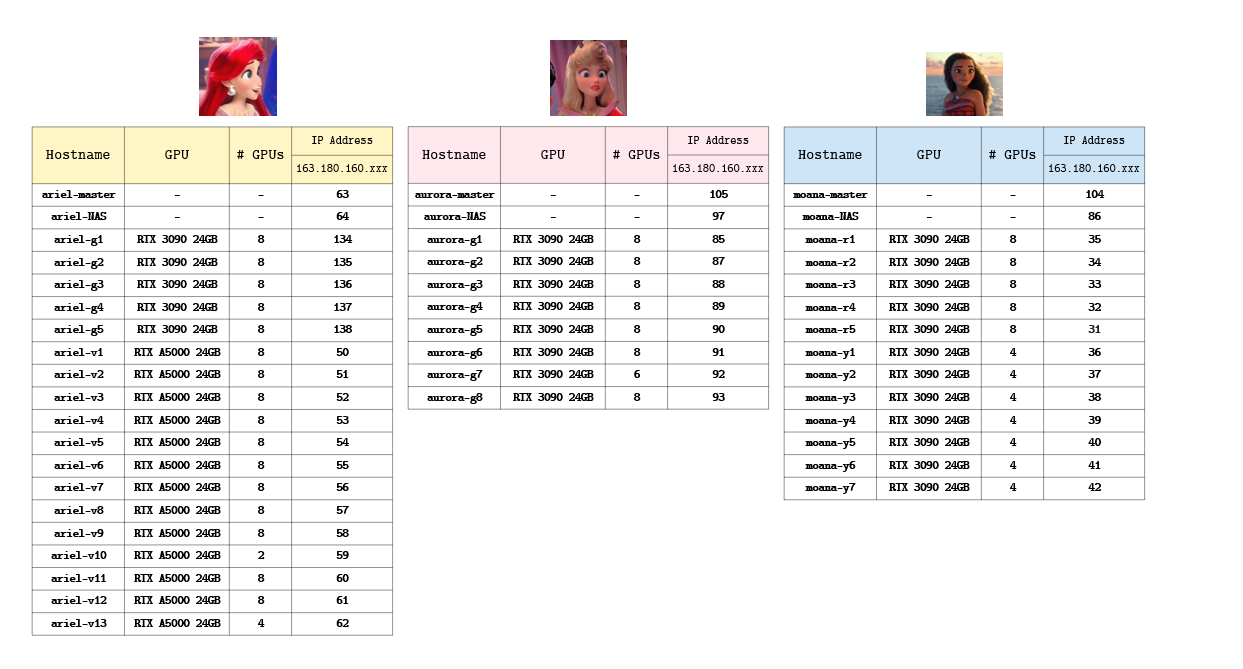 Hostname GPU # GPUs IP Address
163.180.160.xxx
ariel-master - - 63
ariel-NAS - - 64
ariel-g1 RTX 3090 24GB 8 134
ariel-g2 RTX 3090 24GB 8 135
ariel-g3 RTX 3090 24GB 8 136
ariel-g4 RTX 3090 24GB 8 137
ariel-g5 RTX 3090 24GB 8 138
ariel-v1 RTX A5000 24GB 8 50
ariel-v2 RTX A5000 24GB 8 51
ariel-v3 RTX A5000 24GB 8 52
ariel-v4 RTX A5000 24GB 8 53
ariel-v5 RTX A5000 24GB 8 54
ariel-v6 RTX A5000 24GB 8 55
ariel-v7 RTX A5000 24GB 8 56
ariel-v8 RTX A5000 24GB 8 57
ariel-v9 RTX A5000 24GB 8 58
ariel-v10 RTX A5000 24GB 2 59
ariel-v11 RTX A5000 24GB 8 60
ariel-v12 RTX A5000 24GB 8 61
ariel-v13 RTX A5000 24GB 4 62
Hostname GPU # GPUs IP Address
163.180.160.xxx
aurora-master - - 105
aurora-NAS - - 97
aurora-g1 RTX 3090 24GB 8 85
aurora-g2 RTX 3090 24GB 8 87
aurora-g3 RTX 3090 24GB 8 88
aurora-g4 RTX 3090 24GB 8 89
aurora-g5 RTX 3090 24GB 8 90
aurora-g6 RTX 3090 24GB 8 91
aurora-g7 RTX 3090 24GB 6 92
aurora-g8 RTX 3090 24GB 8 93
Hostname GPU # GPUs IP Address
163.180.160.xxx
moana-master - - 104
moana-NAS - - 86
moana-r1 RTX 3090 24GB 8 35
moana-r2 RTX 3090 24GB 8 34
moana-r3 RTX 3090 24GB 8 33
moana-r4 RTX 3090 24GB 8 32
moana-r5 RTX 3090 24GB 8 31
moana-y1 RTX 3090 24GB 4 36
moana-y2 RTX 3090 24GB 4 37
moana-y3 RTX 3090 24GB 4 38
moana-y4 RTX 3090 24GB 4 39
moana-y5 RTX 3090 24GB 4 40
moana-y6 RTX 3090 24GB 4 41
moana-y7 RTX 3090 24GB 4 42